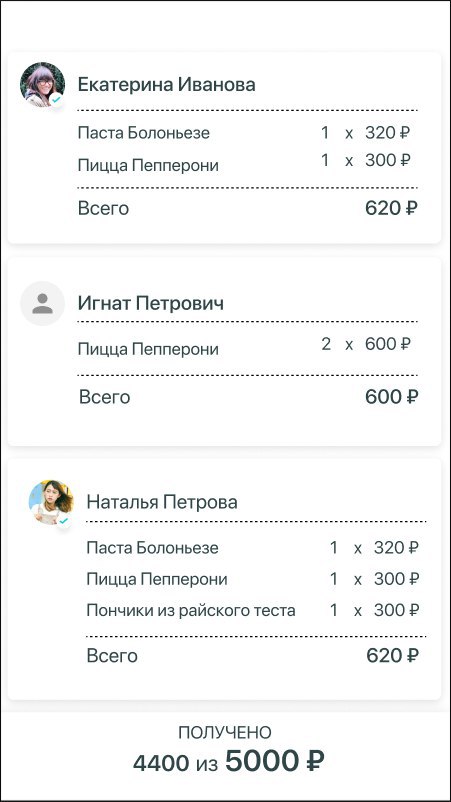 Екатерина Иванова
Паста Болоньезе 1 x 320 ₽
Пицца Пепперони 1 x 300 ₽
Всего 620 ₽
Игнат Петрович
Пицца Пепперони 2 x 600 ₽
Всего 600 ₽
Наталья Петрова
Паста Болоньезе 1 x 320 ₽
Пицца Пепперони 1 x 300 ₽
Пончики из райского теста 1 x 300 ₽
Всего 620 ₽
ПОЛУЧЕНО
4400 из 5000 ₽